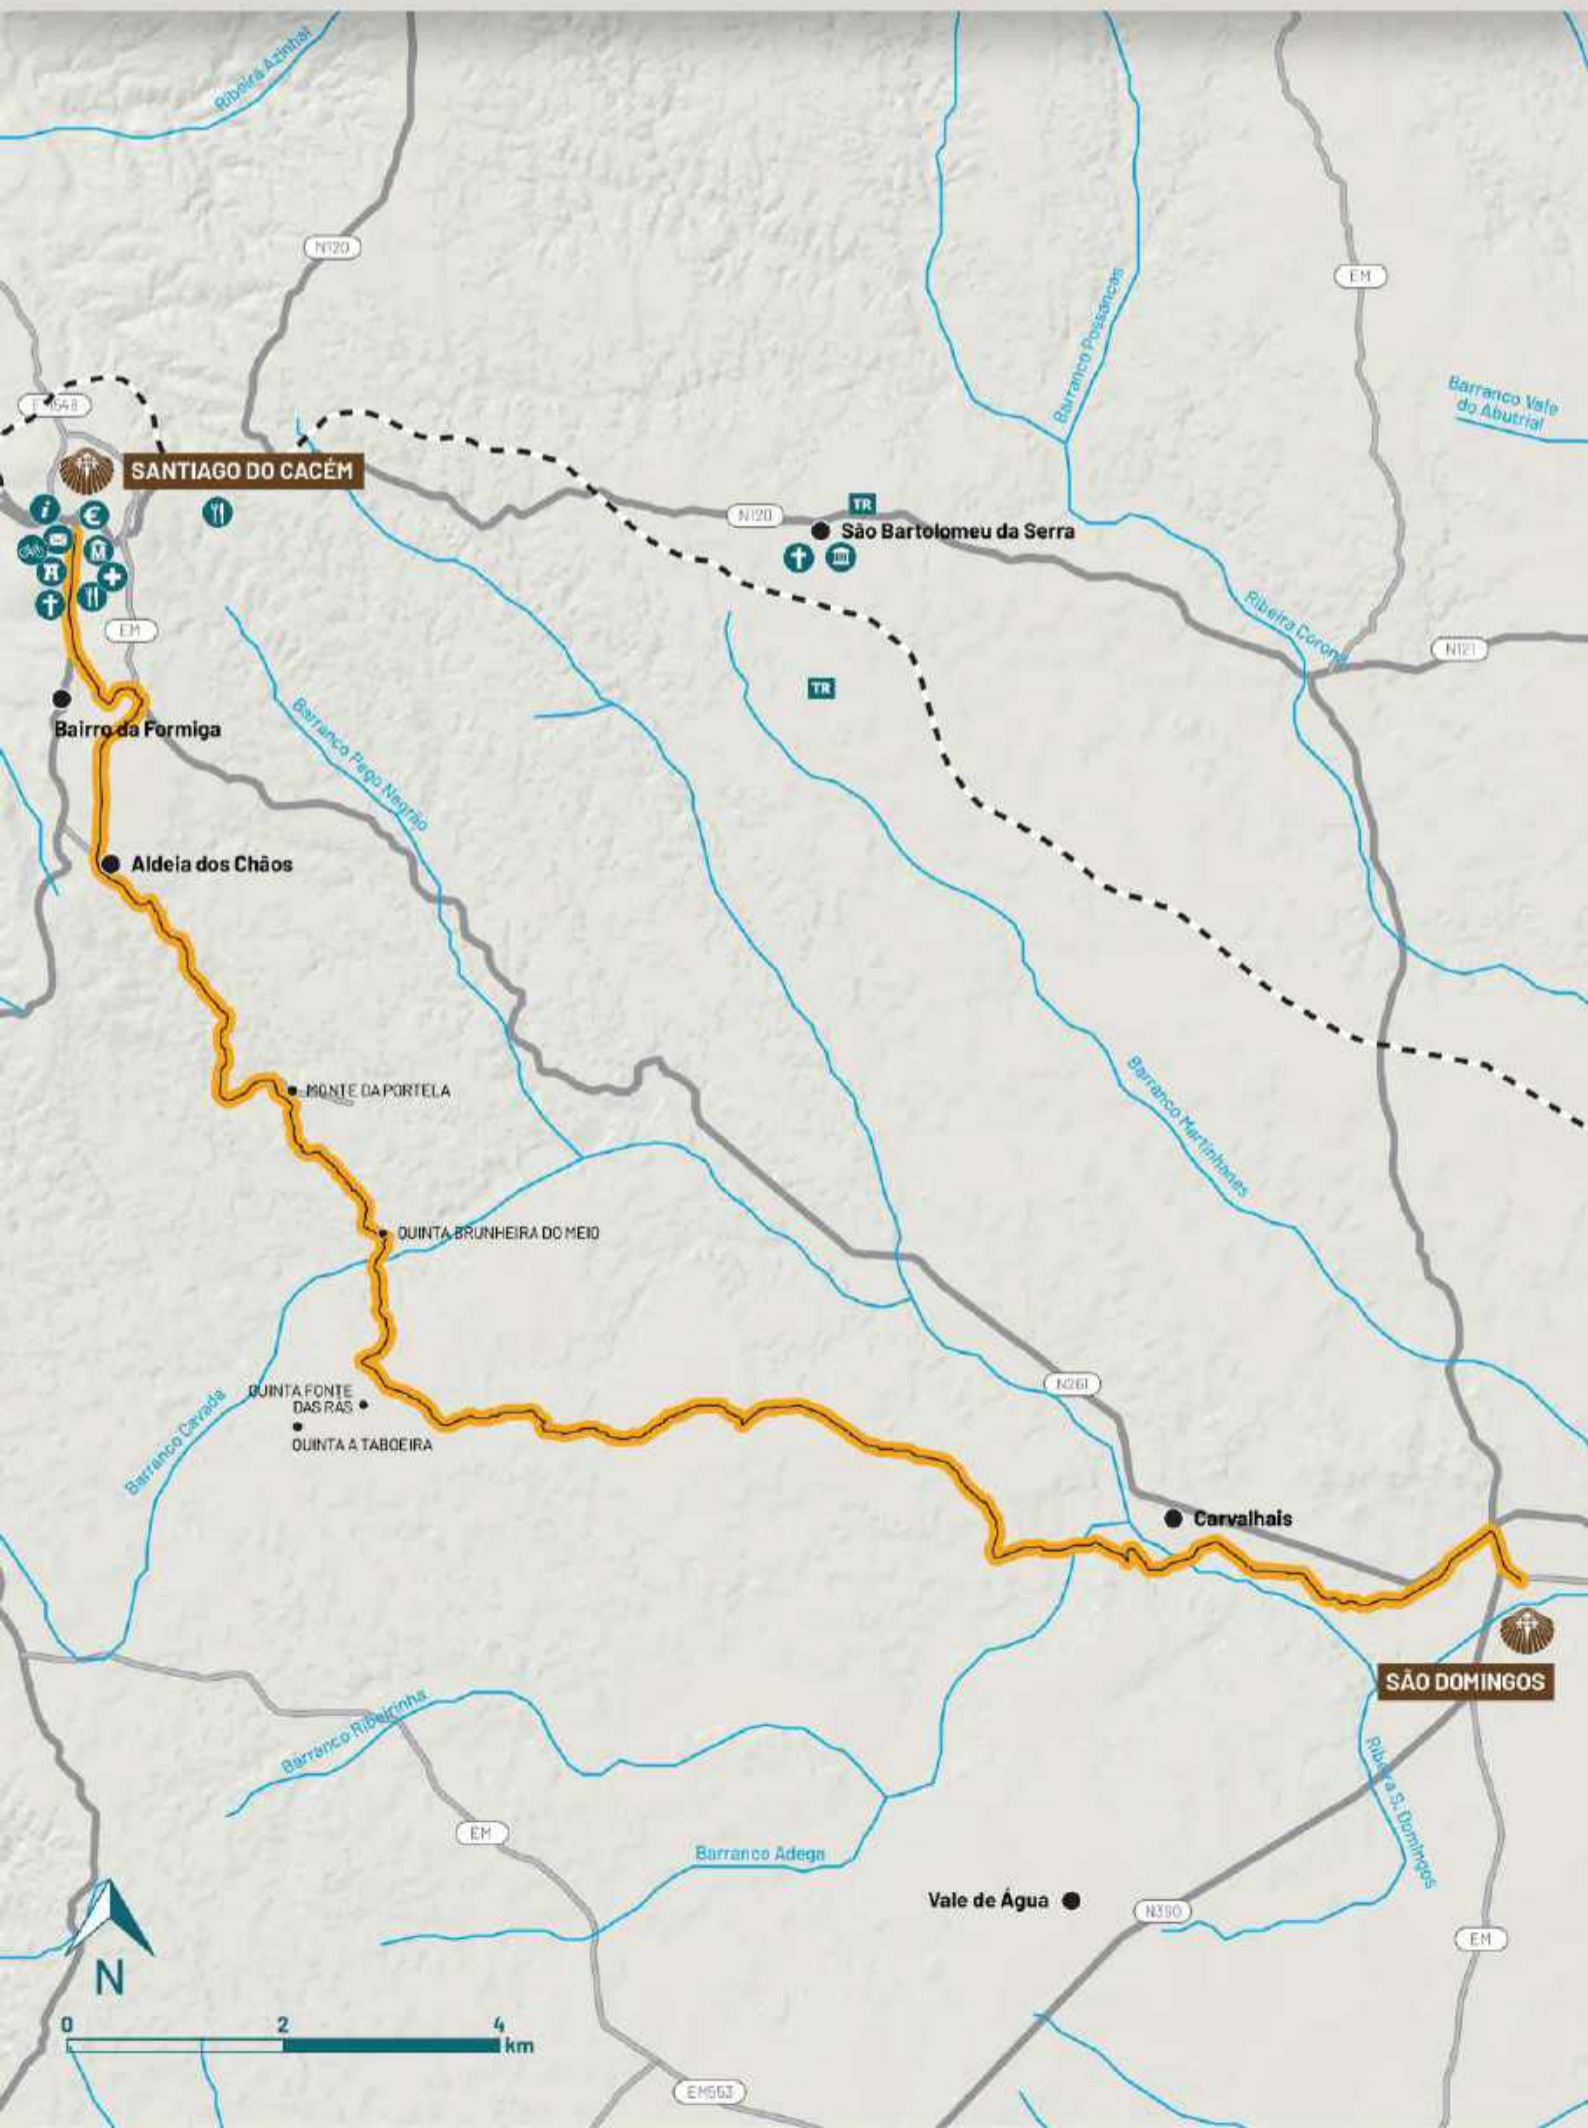 Ribeira Azinhal
N120
EM
Barranco Possancas
Barranco Vale
do Abutrial
SANTIAGO DO CACÉM
i
€
N120
TR
São Bartolomeu da Serra
Ribeira Corona
N121
EM
TR
Bairro da Formiga
Barranco Pego Negrão
Aldeia dos Chãos
MONTE DA PORTELA
Barranco Martinhanes
QUINTA BRUNHEIRA DO MEIO
N261
QUINTA FONTE
DAS RÃS
QUINTA A TABOEIRA
Barranco Cavada
Carvalhais
SÃO DOMINGOS
Barranco Ribeirinha
Ribeira S. Domingos
EM
Barranco Adega
Vale de Água
N390
EM
N
0 2 4
km
EM553